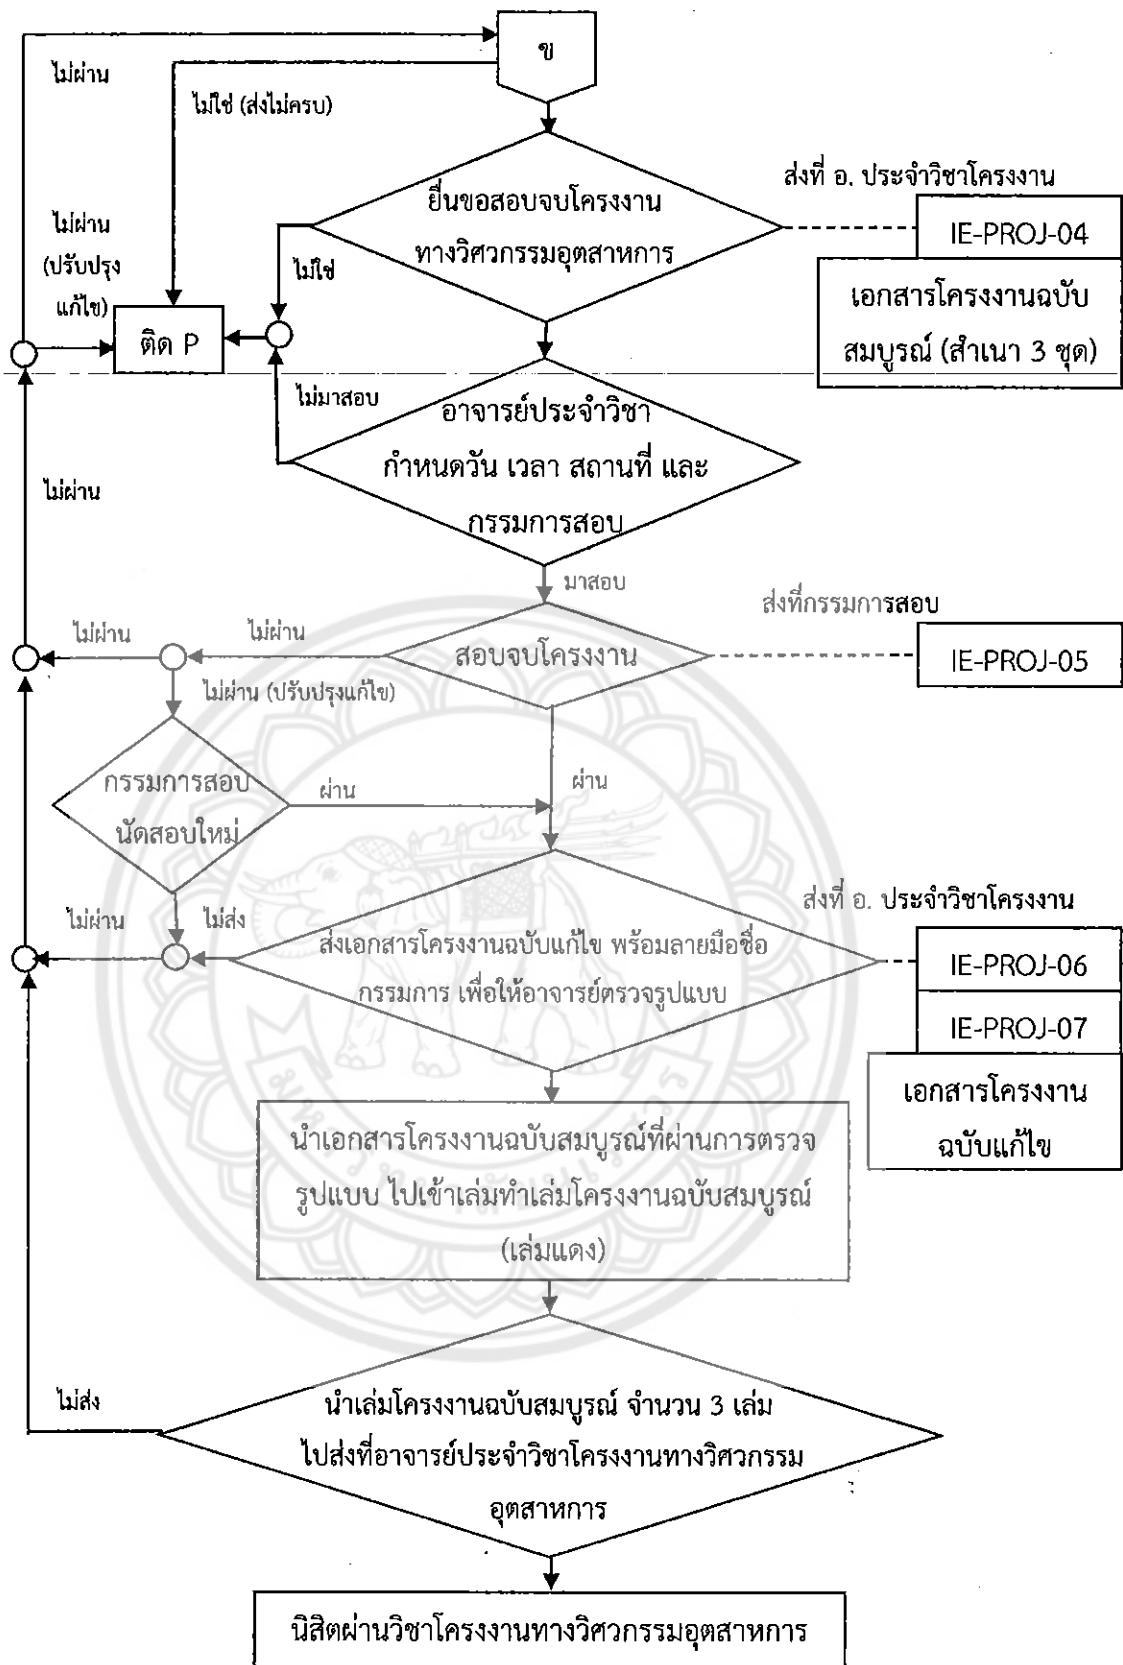 ข
ไม่ผ่าน
ไม่ใช่ (ส่งไม่ครบ)
ส่งที่ อ. ประจำวิชาโครงงาน
ยื่นขอสอบจบโครงงาน
ทางวิศวกรรมอุตสาหการ
IE-PROJ-04
ไม่ผ่าน
(ปรับปรุง
แก้ไข)
ไม่ใช่
เอกสารโครงงานฉบับ
สมบูรณ์ (สำเนา 3 ชุด)
ติด P
ไม่มาสอบ
อาจารย์ประจำวิชา
กำหนดวัน เวลา สถานที่ และ
กรรมการสอบ
ไม่ผ่าน
มาสอบ
ส่งที่กรรมการสอบ
ไม่ผ่าน
ไม่ผ่าน
สอบจบโครงงาน
IE-PROJ-05
ไม่ผ่าน (ปรับปรุงแก้ไข)
กรรมการสอบ
นัดสอบใหม่
ผ่าน
ผ่าน
ส่งที่ อ. ประจำวิชาโครงงาน
ไม่ผ่าน
ไม่ส่ง
ส่งเอกสารโครงงานฉบับแก้ไข พร้อมลายมือชื่อ
กรรมการ เพื่อให้อาจารย์ตรวจรูปแบบ
IE-PROJ-06
IE-PROJ-07
เอกสารโครงงาน
ฉบับแก้ไข
นำเอกสารโครงงานฉบับสมบูรณ์ที่ผ่านการตรวจ
รูปแบบ ไปเข้าเล่มทำเล่มโครงงานฉบับสมบูรณ์
(เล่มแดง)
ไม่ส่ง
นำเล่มโครงงานฉบับสมบูรณ์ จำนวน 3 เล่ม
ไปส่งที่อาจารย์ประจำวิชาโครงงานทางวิศวกรรม
อุตสาหการ
นิสิตผ่านวิชาโครงงานทางวิศวกรรมอุตสาหการ